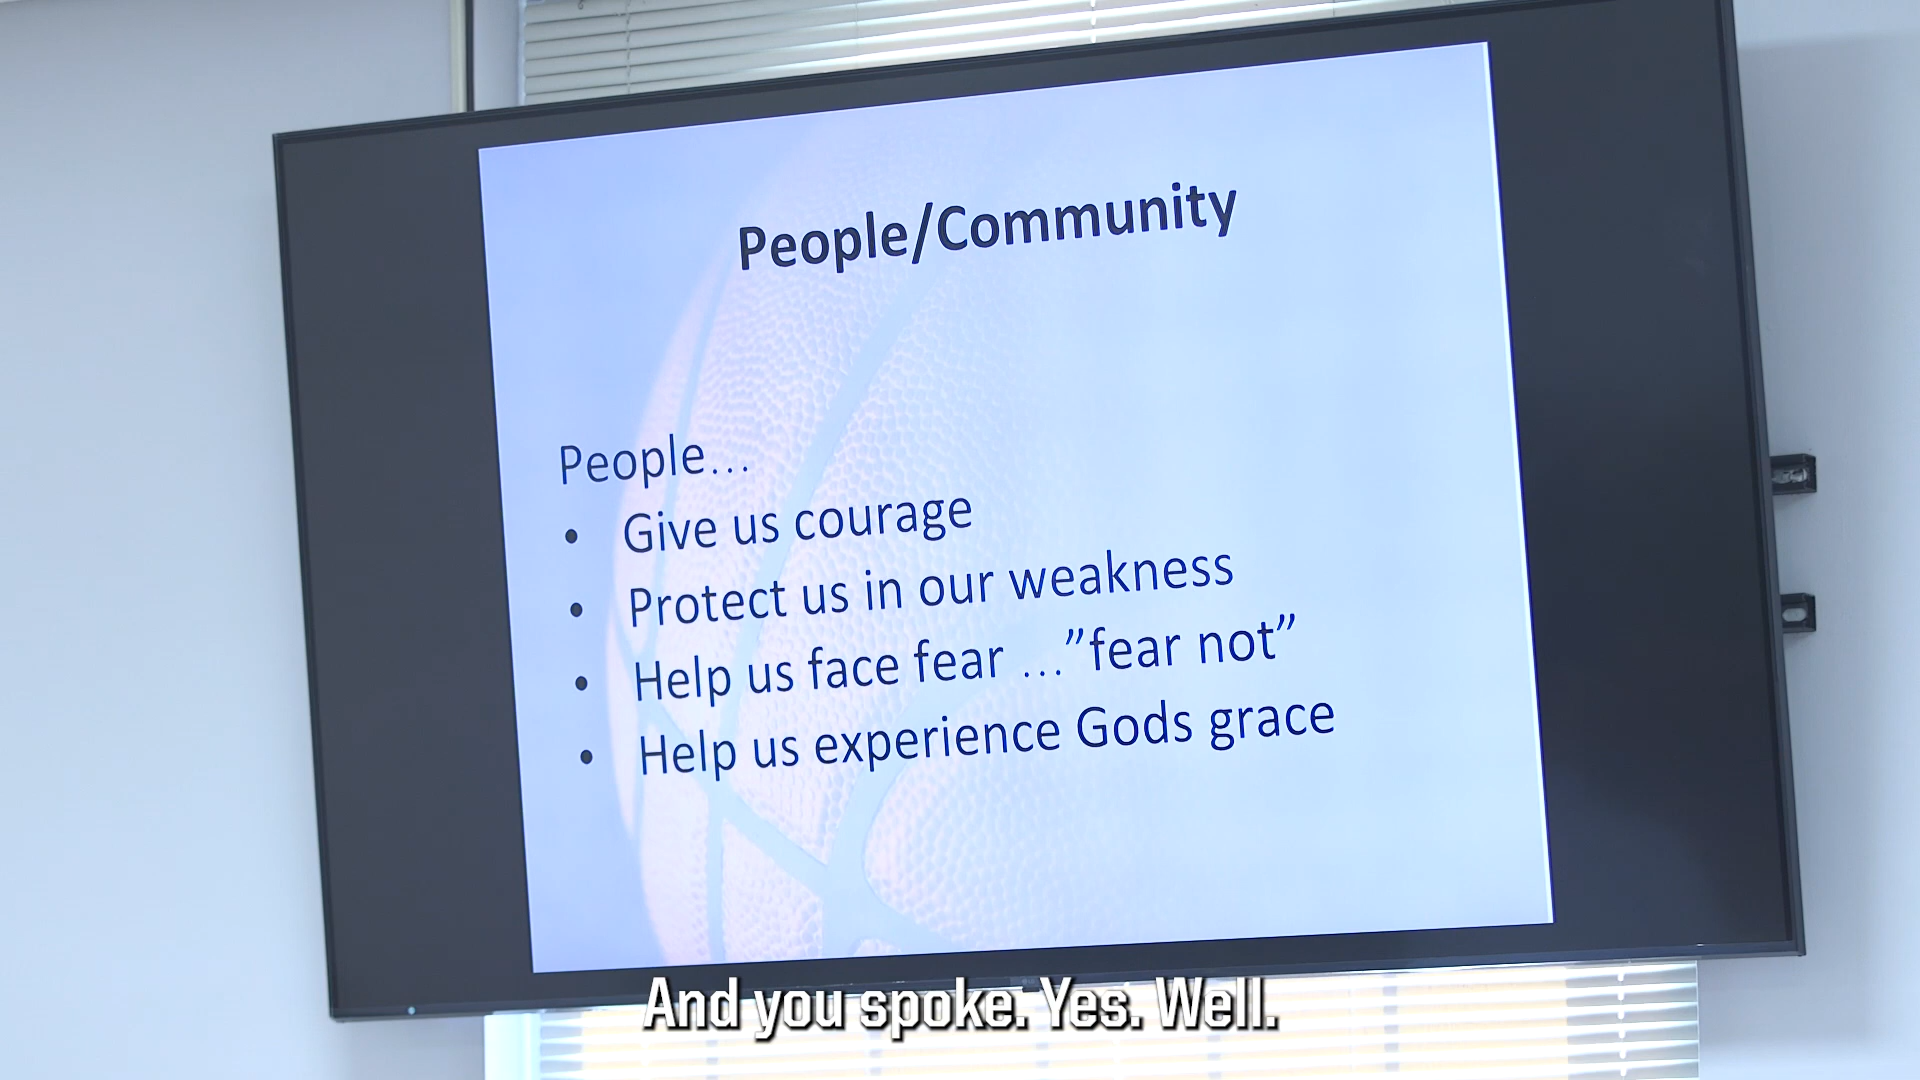 People/Community
People...
• Give us courage
• Protect us in our weakness
• Help us face fear ...”fear not”
• Help us experience Gods grace
And you spoke. Yes. Well.